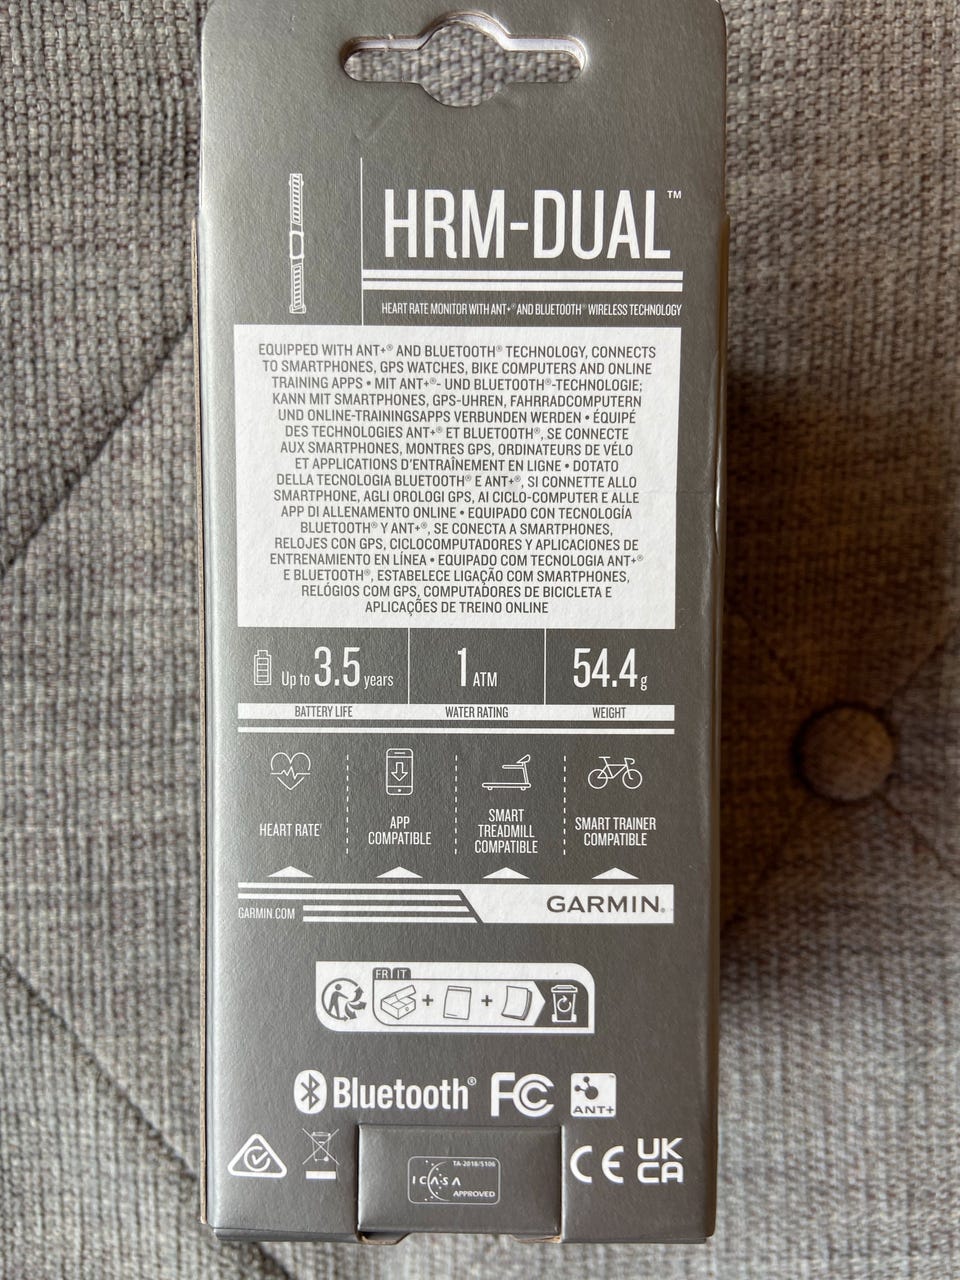 HRM-DUAL™
HEART RATE MONITOR WITH ANT+® AND BLUETOOTH® WIRELESS TECHNOLOGY
EQUIPPED WITH ANT+® AND BLUETOOTH® TECHNOLOGY, CONNECTS
TO SMARTPHONES, GPS WATCHES, BIKE COMPUTERS AND ONLINE
TRAINING APPS • MIT ANT+®- UND BLUETOOTH®-TECHNOLOGIE;
KANN MIT SMARTPHONES, GPS-UHREN, FAHRRADCOMPUTERN
UND ONLINE-TRAININGSAPPS VERBUNDEN WERDEN • ÉQUIPÉ
DES TECHNOLOGIES ANT+® ET BLUETOOTH®, SE CONNECTE
AUX SMARTPHONES, MONTRES GPS, ORDINATEURS DE VÉLO
ET APPLICATIONS D'ENTRAÎNEMENT EN LIGNE • DOTATO
DELLA TECNOLOGIA BLUETOOTH® E ANT+®, SI CONNETTE ALLO
SMARTPHONE, AGLI OROLOGI GPS, AI CICLO-COMPUTER E ALLE
APP DI ALLENAMENTO ONLINE • EQUIPADO CON TECNOLOGÍA
BLUETOOTH® Y ANT+®, SE CONECTA A SMARTPHONES,
RELOJES CON GPS, CICLOCOMPUTADORES Y APLICACIONES DE
ENTRENAMIENTO EN LÍNEA • EQUIPADO COM TECNOLOGIA ANT+®
E BLUETOOTH®, ESTABELECE LIGAÇÃO COM SMARTPHONES,
RELÓGIOS COM GPS, COMPUTADORES DE BICICLETA E
APLICAÇÕES DE TREINO ONLINE
Up to 3.5 years
BATTERY LIFE
1 ATM
WATER RATING
54.4 g
WEIGHT
HEART RATE†
APP
COMPATIBLE
SMART
TREADMILL
COMPATIBLE
SMART TRAINER
COMPATIBLE
GARMIN.COM
GARMIN®
FR IT
Bluetooth®
FC
ANT+
TA-2018/5106
ICASA
APPROVED
CE
UK
CA